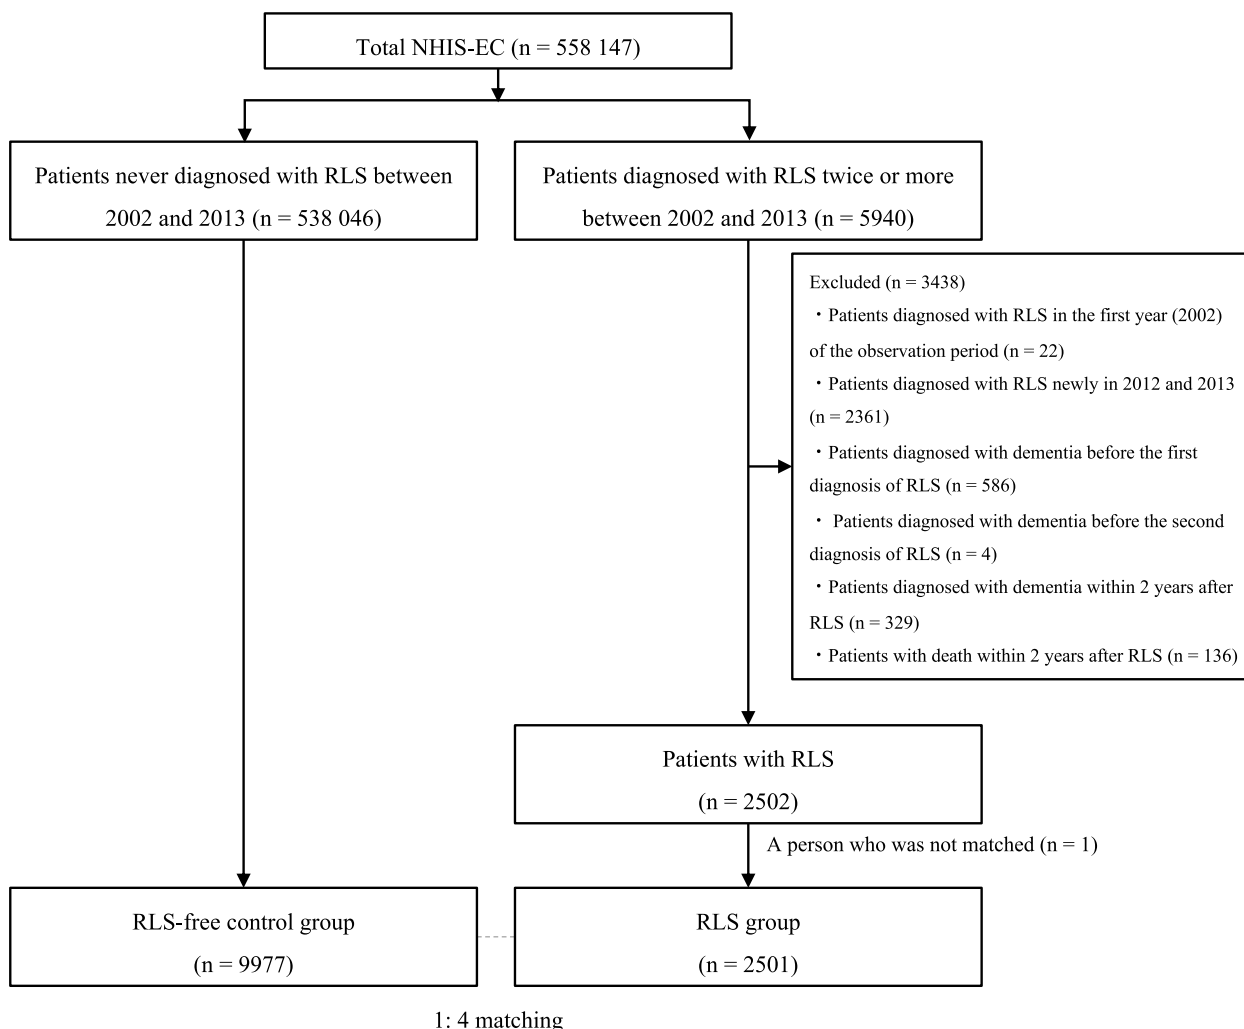 Total NHIS-EC (n = 558 147)
Patients never diagnosed with RLS between
2002 and 2013 (n = 538 046)
Patients diagnosed with RLS twice or more
between 2002 and 2013 (n = 5940)
Excluded (n = 3438)
・Patients diagnosed with RLS in the first year (2002)
of the observation period (n = 22)
・Patients diagnosed with RLS newly in 2012 and 2013
(n = 2361)
・Patients diagnosed with dementia before the first
diagnosis of RLS (n = 586)
・ Patients diagnosed with dementia before the second
diagnosis of RLS (n = 4)
・Patients diagnosed with dementia within 2 years after
RLS (n = 329)
・Patients with death within 2 years after RLS (n = 136)
Patients with RLS
(n = 2502)
A person who was not matched (n = 1)
RLS-free control group
(n = 9977)
RLS group
(n = 2501)
1: 4 matching